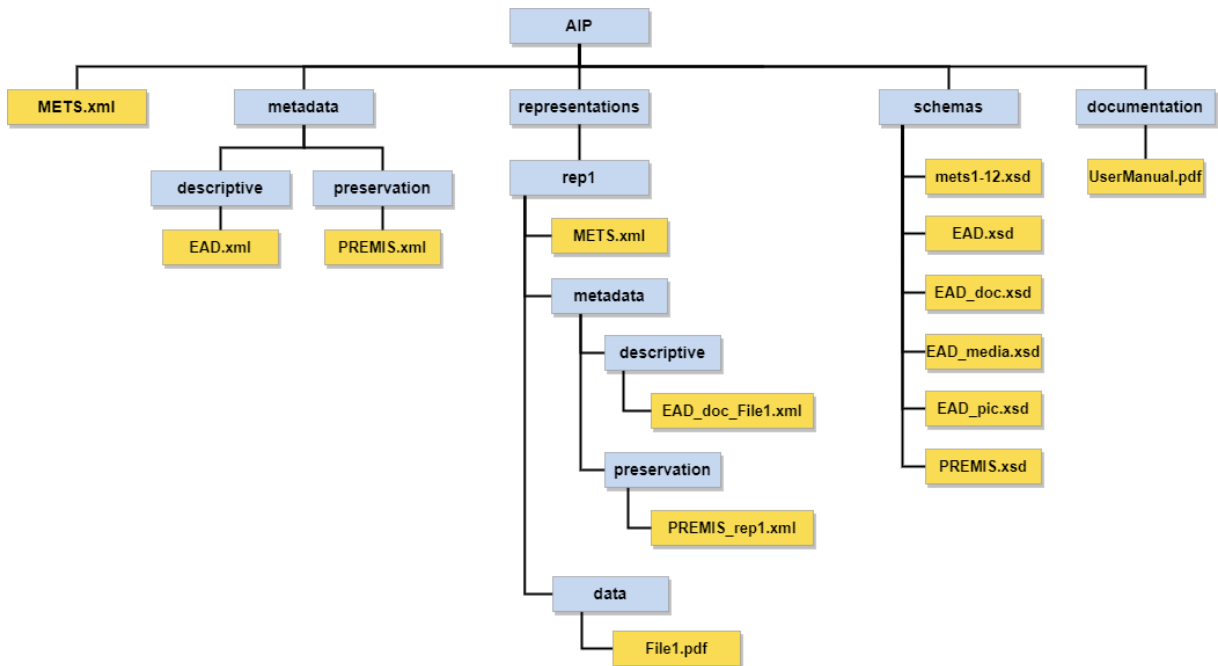 AIP
METS.xml
metadata
representations
schemas
documentation
descriptive
preservation
rep1
mets1-12.xsd
UserManual.pdf
EAD.xml
PREMIS.xml
METS.xml
EAD.xsd
metadata
EAD_doc.xsd
descriptive
EAD_media.xsd
EAD_doc_File1.xml
EAD_pic.xsd
preservation
PREMIS.xsd
PREMIS_rep1.xml
data
File1.pdf